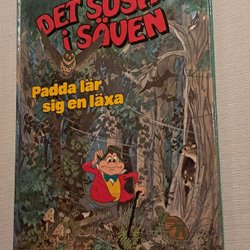 DET SUSAR
i SÄVEN
Padda lär
sig en läxa